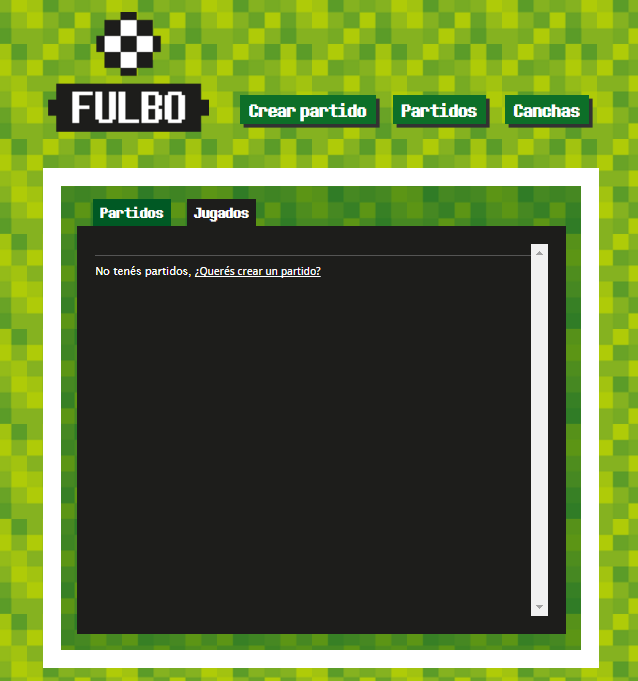 FULBO
Crear partido Partidos Canchas
Partidos Jugados
No tenés partidos, ¿Querés crear un partido?